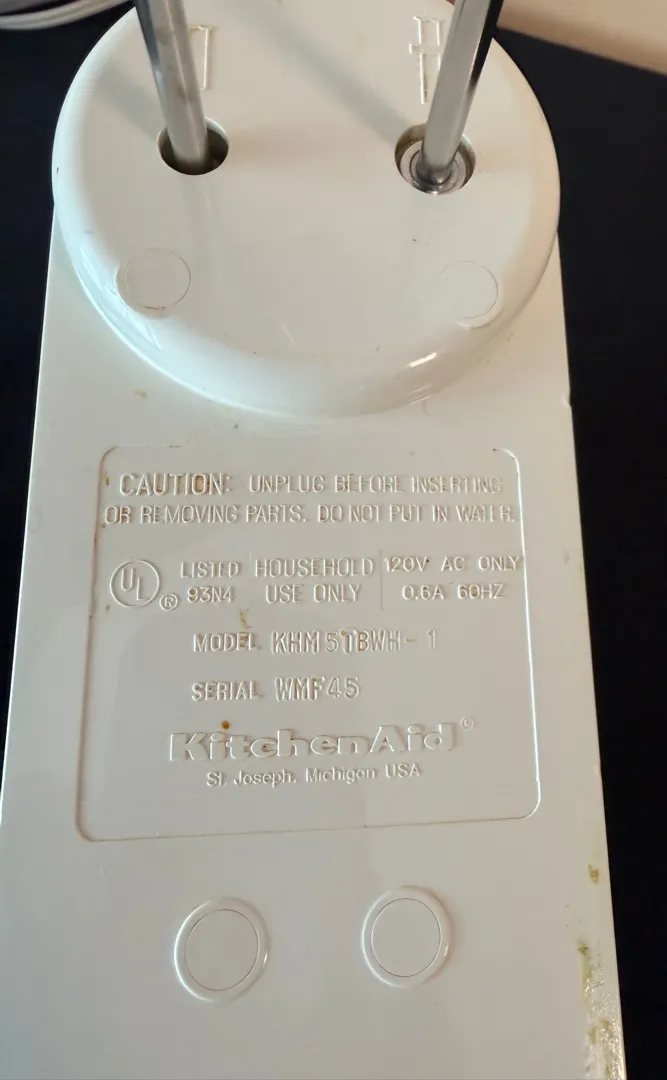 CAUTION: UNPLUG BEFORE INSERTING
OR REMOVING PARTS. DO NOT PUT IN WATER.
UL ® LISTED 93N4 HOUSEHOLD USE ONLY 120V AC ONLY 0.6A 60HZ
MODEL KHM5TBWH-1
SERIAL WMF45
KitchenAid®
St. Joseph, Michigan USA